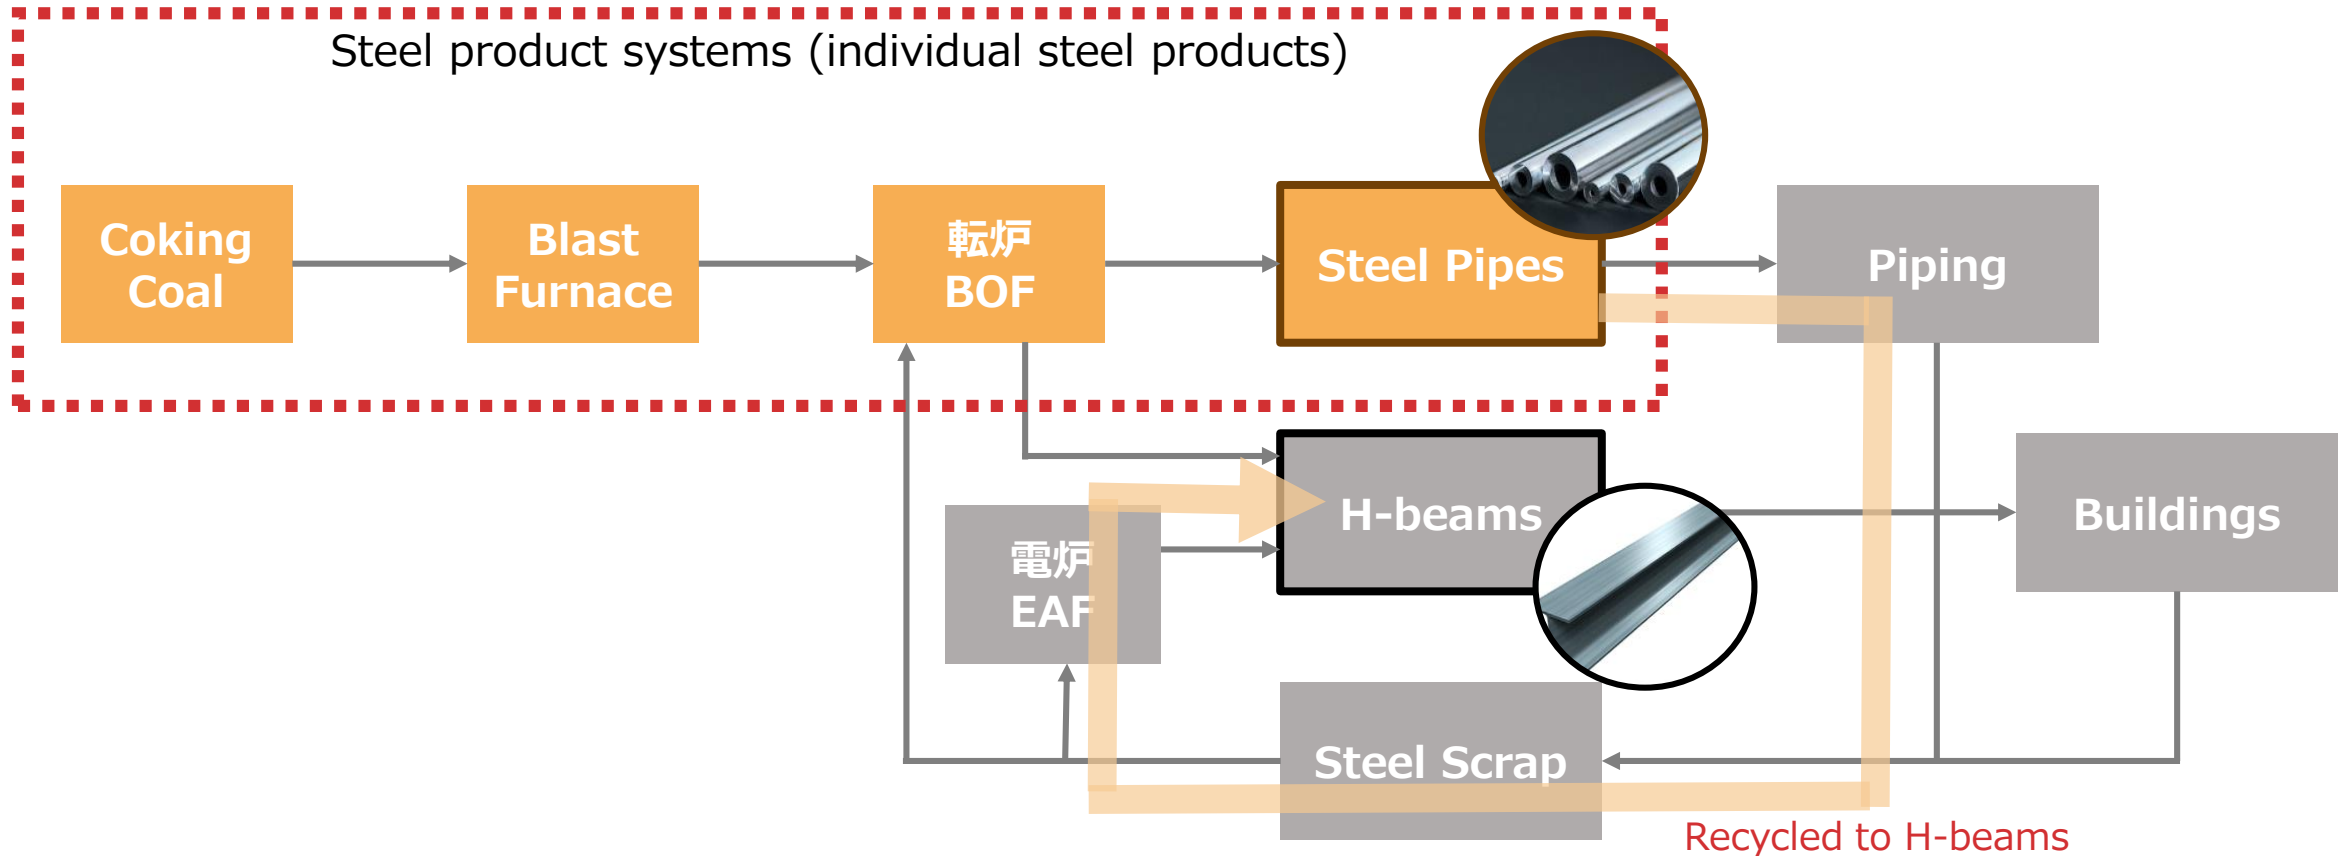 Steel product systems (individual steel products)
Coking
Coal
Blast
Furnace
転炉
BOF
Steel Pipes
Piping
H-beams
Buildings
電炉
EAF
Steel Scrap
Recycled to H-beams